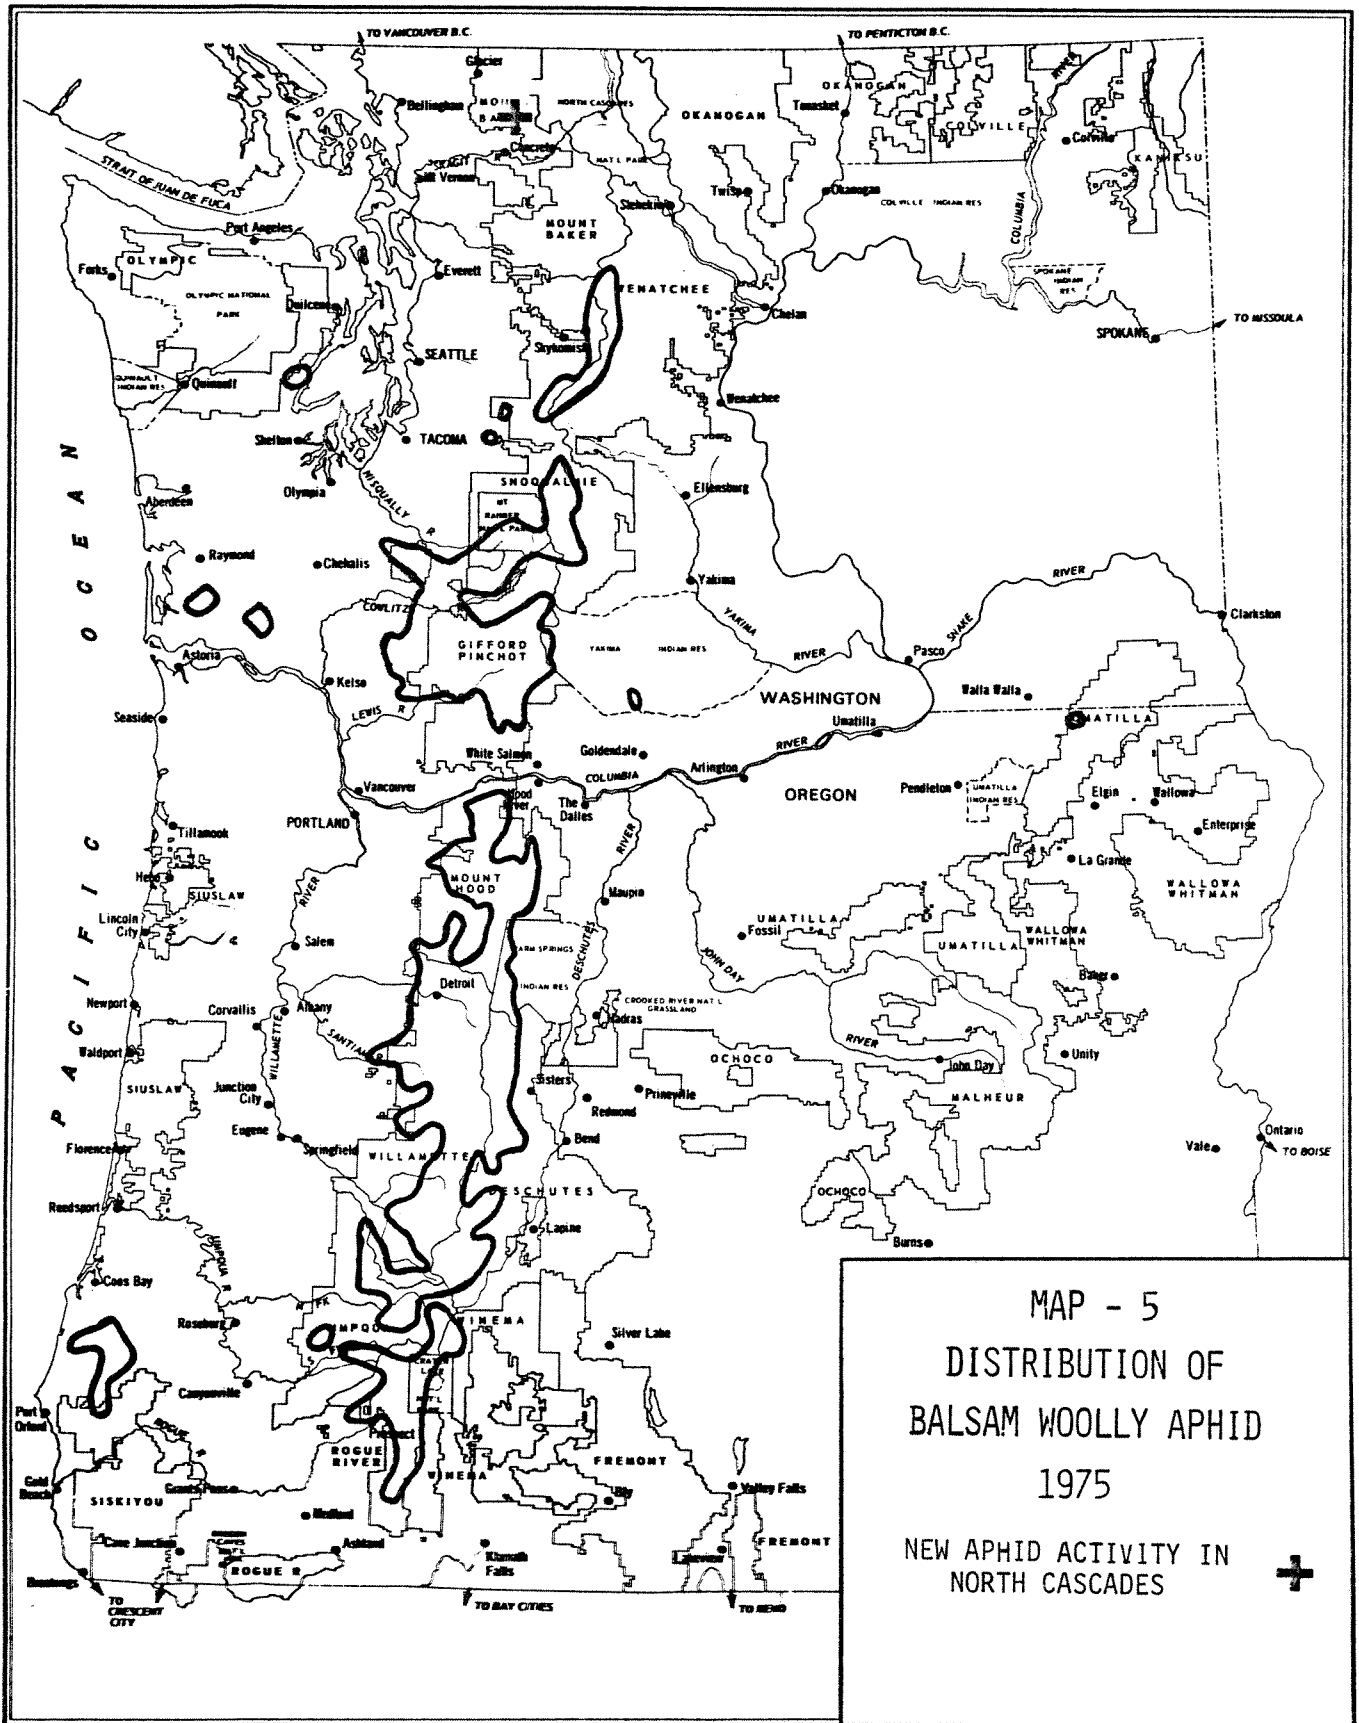 TO VANCOUVER B.C.
TO PENTICTON B.C.
Glacier
OKANOGAN
Bellingham
NORTH CASCADES
OKANOGAN
Tonasket
COLVILLE
Colville
RIVER
Concrete
SKAGIT
NAT'L PARK
KANIKSU
STRAIT OF JUAN DE FUCA
Mt Vernon
Stehekin
Twisp
Okanogan
COLVILLE INDIAN RES
COLUMBIA
Port Angeles
MOUNT
BAKER
OLYMPIC
Forks
Everett
SPOKANE
INDIAN
RES
OLYMPIC NATIONAL
PARK
Quilcene
WENATCHEE
Chelan
TO MISSOULA
SPOKANE
Skykomish
SEATTLE
QUINAULT
INDIAN RES
Quinault
Wenatchee
Shelton
TACOMA
Olympia
NISQUALLY R
SNOQUALMIE
Ellensburg
Aberdeen
MT
RAINIER
NAT'L PARK
PACIFIC OCEAN
Raymond
Chehalis
Yakima
RIVER
COWLITZ
YAKIMA
SNAKE
Clarkston
GIFFORD
PINCHOT
YAKIMA INDIAN RES
RIVER
Pasco
Astoria
Kelso
WASHINGTON
Walla Walla
LEWIS R
Seaside
Umatilla
UMATILLA
White Salmon
Goldendale
RIVER
COLUMBIA
Arlington
Vancouver
Hood
River
The
Dalles
OREGON
Pendleton
UMATILLA
INDIAN RES
Elgin
Wallowa
PORTLAND
Enterprise
Tillamook
RIVER
La Grande
MOUNT
HOOD
Hebo
SIUSLAW
RIVER
Maupin
WALLOWA
WHITMAN
Lincoln
City
UMATILLA
Fossil
WALLOWA
WHITMAN
Salem
WARM SPRINGS
INDIAN RES
DESCHUTES
UMATILLA
JOHN DAY
Baker
Detroit
Newport
Corvallis
Albany
CROOKED RIVER NAT'L
GRASSLAND
Madras
SANTIAM R
WILLAMETTE
Waldport
OCHOCO
RIVER
John Day
Unity
SIUSLAW
Junction
City
Sisters
Redmond
Prineville
MALHEUR
Eugene
Springfield
Bend
Florence
WILLAMETTE
Vale
Ontario
TO BOISE
Reedsport
DESCHUTES
OCHOCO
Lapine
Burns
UMPQUA R
Coos Bay
N FK
Roseburg
UMPQUA
WINEMA
Silver Lake
CRATER
LAKE
NAT'L
PARK
Canyonville
Port
Orford
ROGUE R
Prospect
ROGUE
RIVER
WINEMA
FREMONT
Gold
Beach
SISKIYOU
Grants Pass
Bly
Valley Falls
Medford
Cave Junction
Ashland
Klamath
Falls
Lakeview
FREMONT
ROGUE R
Brookings
TO
CRESCENT
CITY
TO BAY CITIES
TO RENO
MAP - 5
DISTRIBUTION OF
BALSAM WOOLLY APHID
1975
NEW APHID ACTIVITY IN
NORTH CASCADES